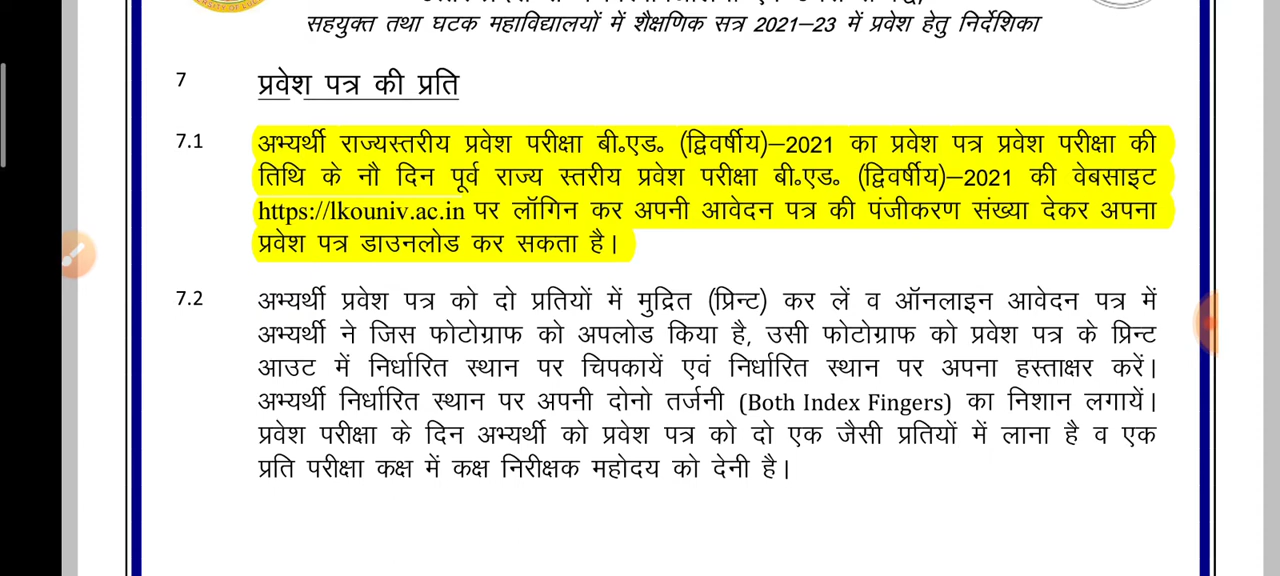 सहयुक्त तथा घटक महाविद्यालयों में शैक्षणिक सत्र 2021–23 में प्रवेश हेतु निर्देशिका
7 प्रवेश पत्र की प्रति
7.1 अभ्यर्थी राज्यस्तरीय प्रवेश परीक्षा बी॰एड॰ (द्विवर्षीय)–2021 का प्रवेश पत्र प्रवेश परीक्षा की
तिथि के नौ दिन पूर्व राज्य स्तरीय प्रवेश परीक्षा बी॰एड॰ (द्विवर्षीय)–2021 की वेबसाइट
https://lkouniv.ac.in पर लॉगिन कर अपनी आवेदन पत्र की पंजीकरण संख्या देकर अपना
प्रवेश पत्र डाउनलोड कर सकता है।
7.2 अभ्यर्थी प्रवेश पत्र को दो प्रतियों में मुद्रित (प्रिन्ट) कर लें व ऑनलाइन आवेदन पत्र में
अभ्यर्थी ने जिस फोटोग्राफ को अपलोड किया है, उसी फोटोग्राफ को प्रवेश पत्र के प्रिन्ट
आउट में निर्धारित स्थान पर चिपकायें एवं निर्धारित स्थान पर अपना हस्ताक्षर करें।
अभ्यर्थी निर्धारित स्थान पर अपनी दोनो तर्जनी (Both Index Fingers) का निशान लगायें।
प्रवेश परीक्षा के दिन अभ्यर्थी को प्रवेश पत्र को दो एक जैसी प्रतियों में लाना है व एक
प्रति परीक्षा कक्ष में कक्ष निरीक्षक महोदय को देनी है।